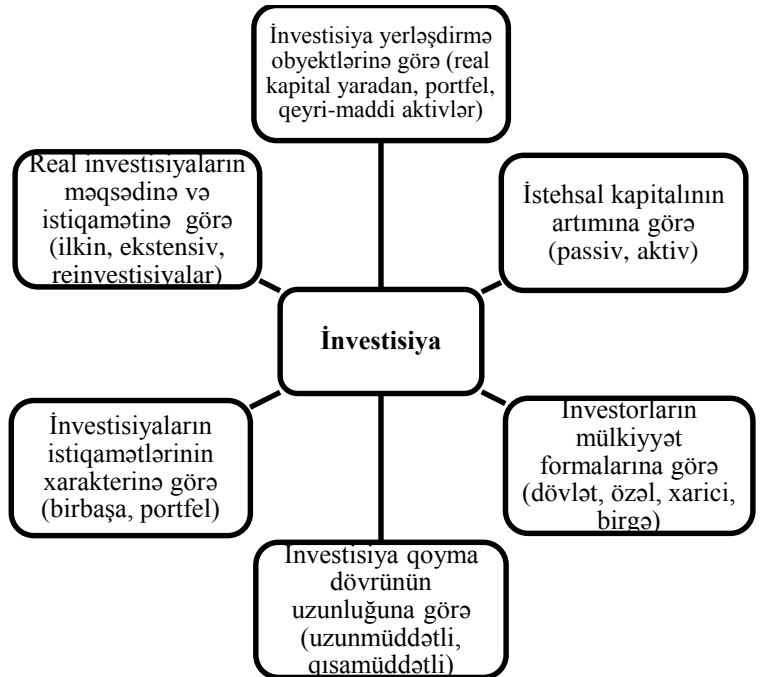 İnvestisiya yerləşdirmə
obyektlərinə görə (real
kapital yaradan, portfel,
qeyri-maddi aktivlər)
Real investisiyaların
məqsədinə və
istiqamətinə görə
(ilkin, ekstensiv,
reinvestisiyalar)
İstehsal kapitalının
artımına görə
(passiv, aktiv)
İnvestisiya
İnvestisiyaların
istiqamətlərinin
xarakterinə görə
(birbaşa, portfel)
İnvestorların
mülkiyyət
formalarına görə
(dövlət, özəl, xarici,
birgə)
İnvestisiya qoyma
dövrünün
uzunluğuna görə
(uzunmüddətli,
qısamüddətli)